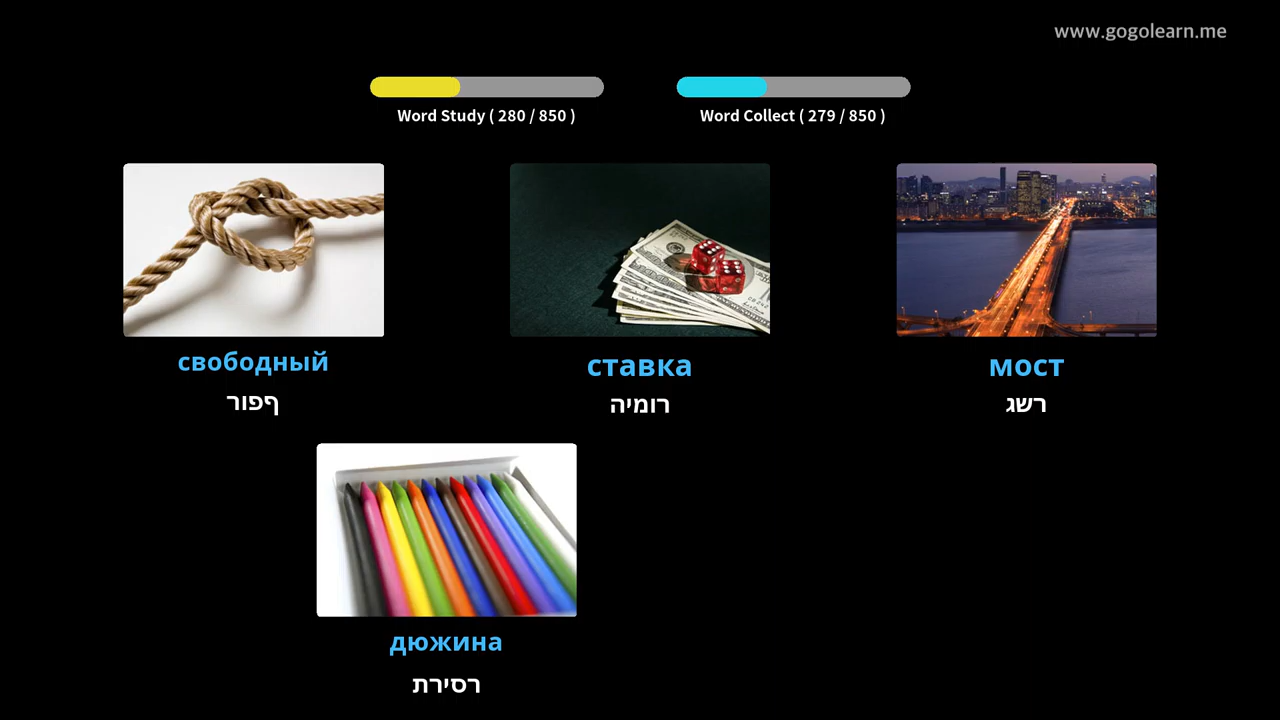 www.gogolearn.me
Word Study ( 280 / 850 )
Word Collect ( 279 / 850 )
свободный
ףפור
ставка
רומיה
мост
רשג
дюжина
רסירת